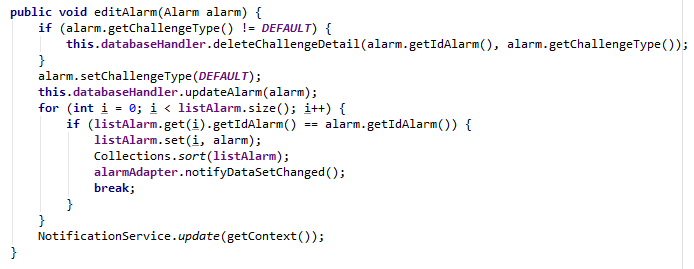 public void editAlarm(Alarm alarm) {
    if (alarm.getChallengeType() != DEFAULT) {
        this.databaseHandler.deleteChallengeDetail(alarm.getIdAlarm(), alarm.getChallengeType());
    }
    alarm.setChallengeType(DEFAULT);
    this.databaseHandler.updateAlarm(alarm);
    for (int i = 0; i < listAlarm.size(); i++) {
        if (listAlarm.get(i).getIdAlarm() == alarm.getIdAlarm()) {
            listAlarm.set(i, alarm);
            Collections.sort(listAlarm);
            alarmAdapter.notifyDataSetChanged();
            break;
        }
    }
    NotificationService.update(getContext());
}